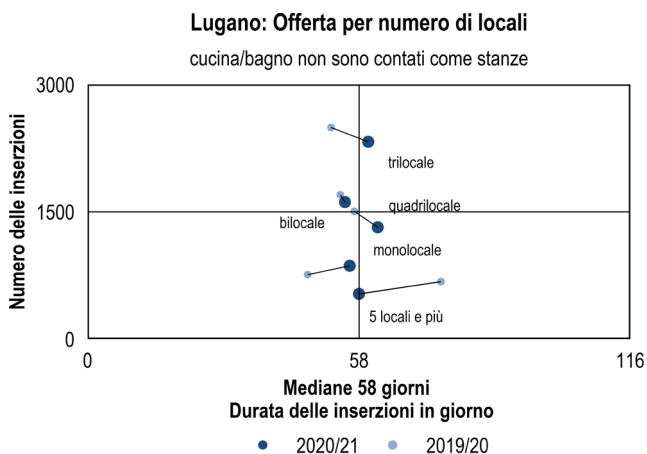 Lugano: Offerta per numero di locali
cucina/bagno non sono contati come stanze
Numero delle inserzioni
3000
1500
0
trilocale
quadrilocale
bilocale
monolocale
5 locali e più
0
58
116
Mediane 58 giorni
Durata delle inserzioni in giorno
2020/21
2019/20